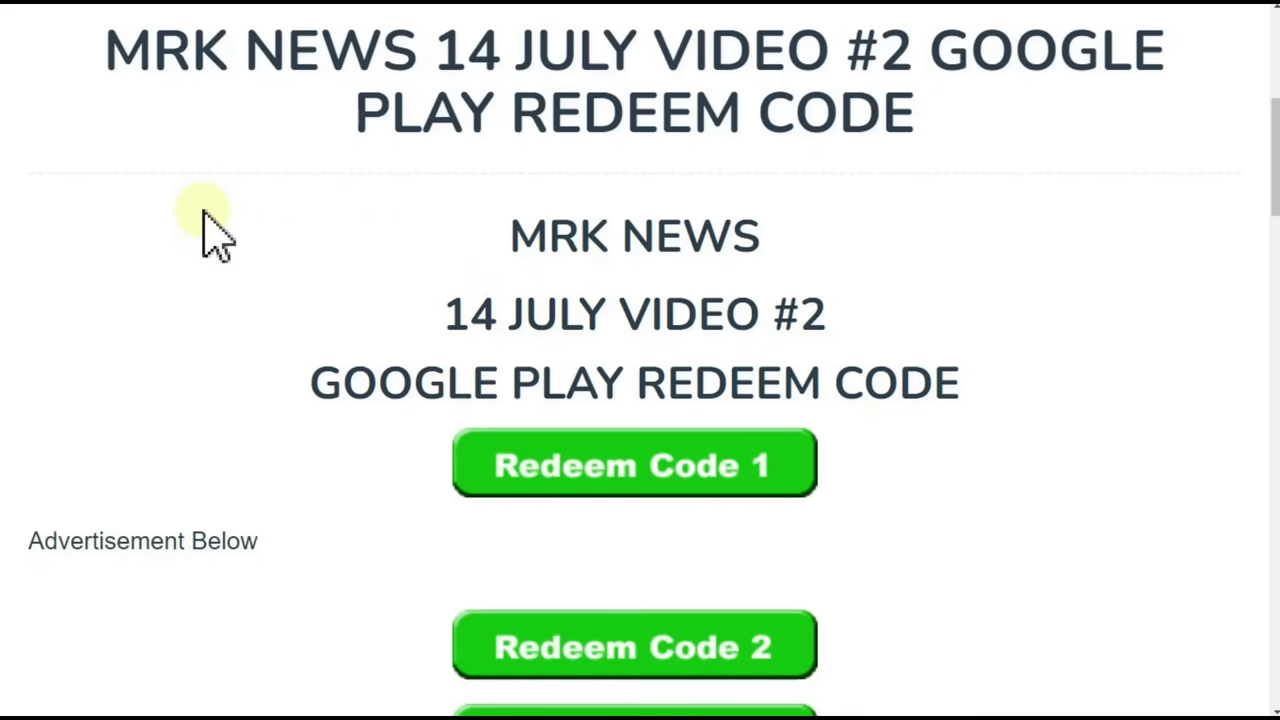 MRK NEWS 14 JULY VIDEO #2 GOOGLE
PLAY REDEEM CODE
MRK NEWS
14 JULY VIDEO #2
GOOGLE PLAY REDEEM CODE
Redeem Code 1
Advertisement Below
Redeem Code 2